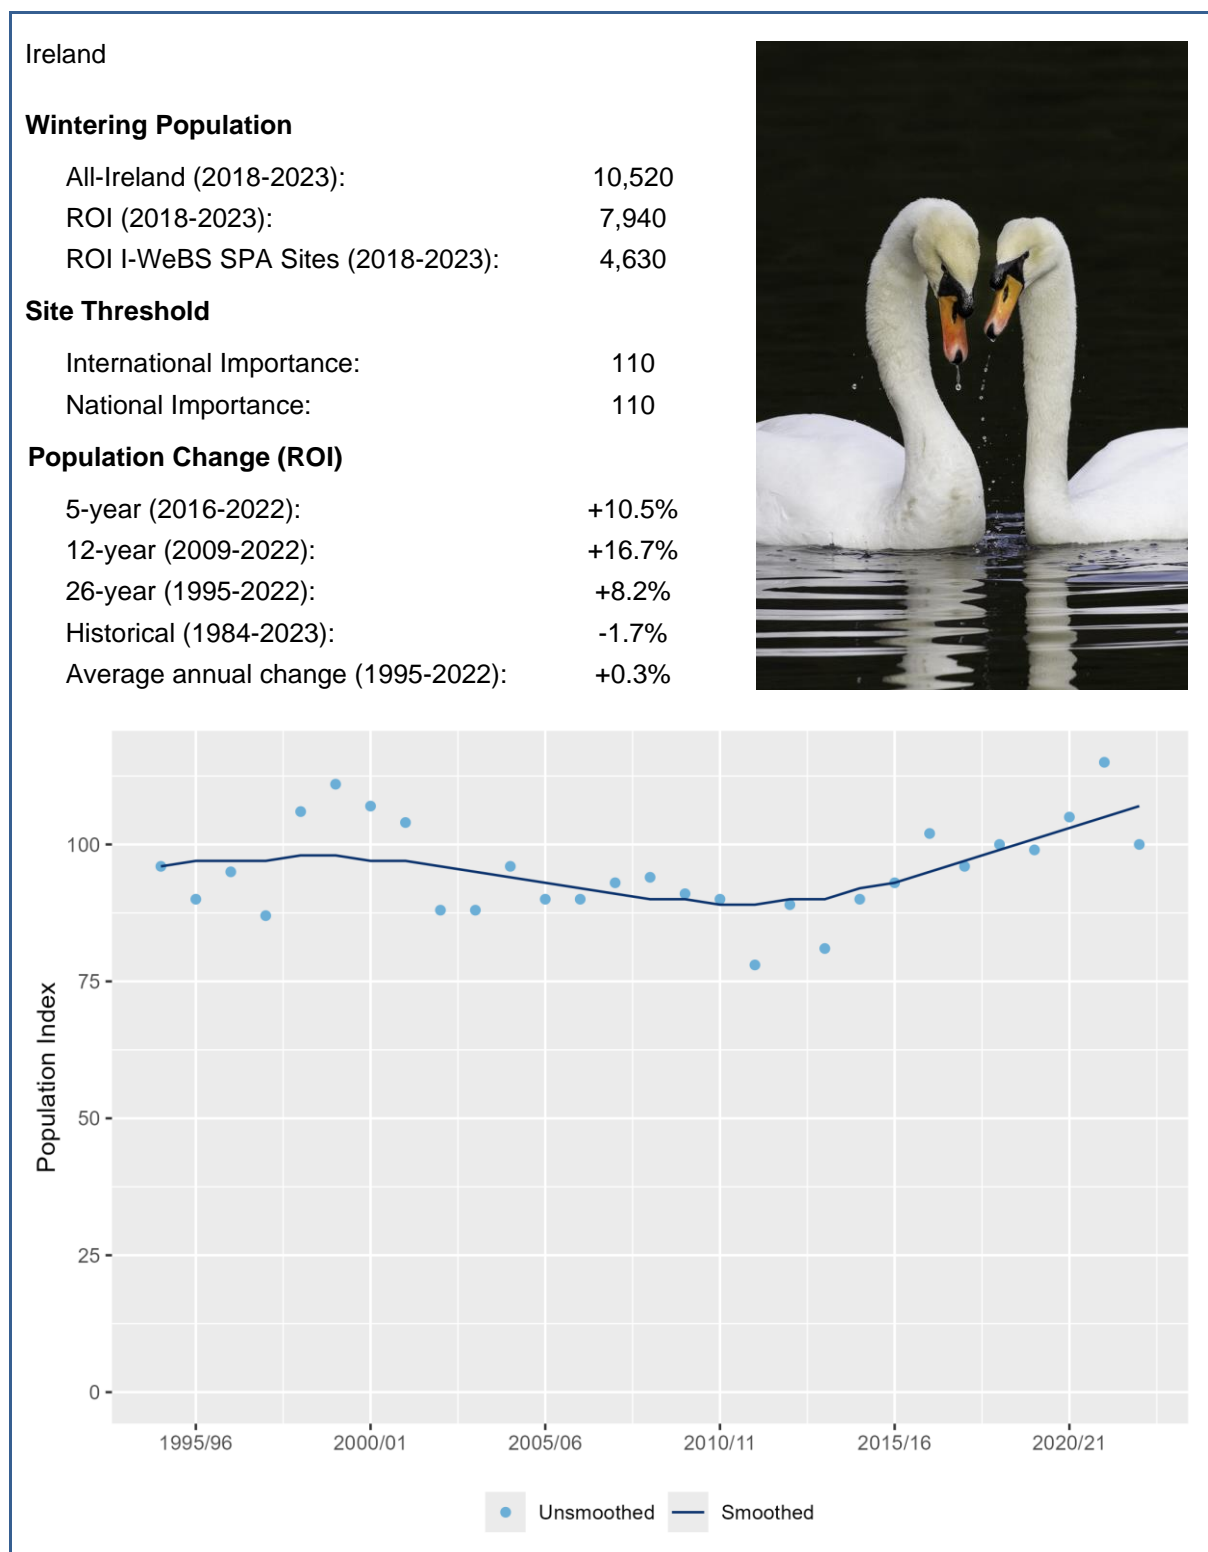 Ireland
Wintering Population
All-Ireland (2018-2023): 10,520
ROI (2018-2023): 7,940
ROI I-WeBS SPA Sites (2018-2023): 4,630
Site Threshold
International Importance: 110
National Importance: 110
Population Change (ROI)
5-year (2016-2022): +10.5%
12-year (2009-2022): +16.7%
26-year (1995-2022): +8.2%
Historical (1984-2023): -1.7%
Average annual change (1995-2022): +0.3%
Population Index
100
75
50
25
0
1995/96 2000/01 2005/06 2010/11 2015/16 2020/21
Unsmoothed Smoothed